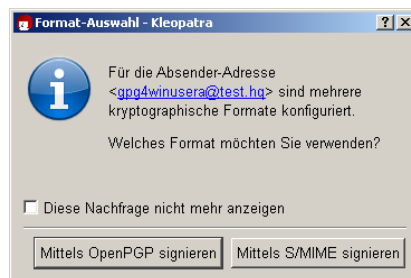 Format-Auswahl - Kleopatra
Für die Absender-Adresse
<gpg4winusera@test.hq> sind mehrere
kryptographische Formate konfiguriert.
Welches Format möchten Sie verwenden?
Diese Nachfrage nicht mehr anzeigen
Mittels OpenPGP signieren
Mittels S/MIME signieren